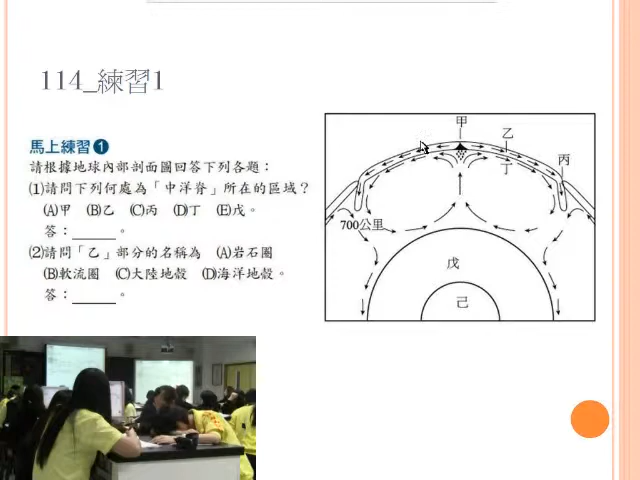 114_練習1
馬上練習1
請根據地球內部剖面圖回答下列各題：
(1)請問下列何處為「中洋脊」所在的區域？
(A)甲 (B)乙 (C)丙 (D)丁 (E)戊。
答：______。
(2)請問「乙」部分的名稱為 (A)岩石圈
(B)軟流圈 (C)大陸地殼 (D)海洋地殼。
答：______。
甲
乙
丙
丁
700公里
戊
己